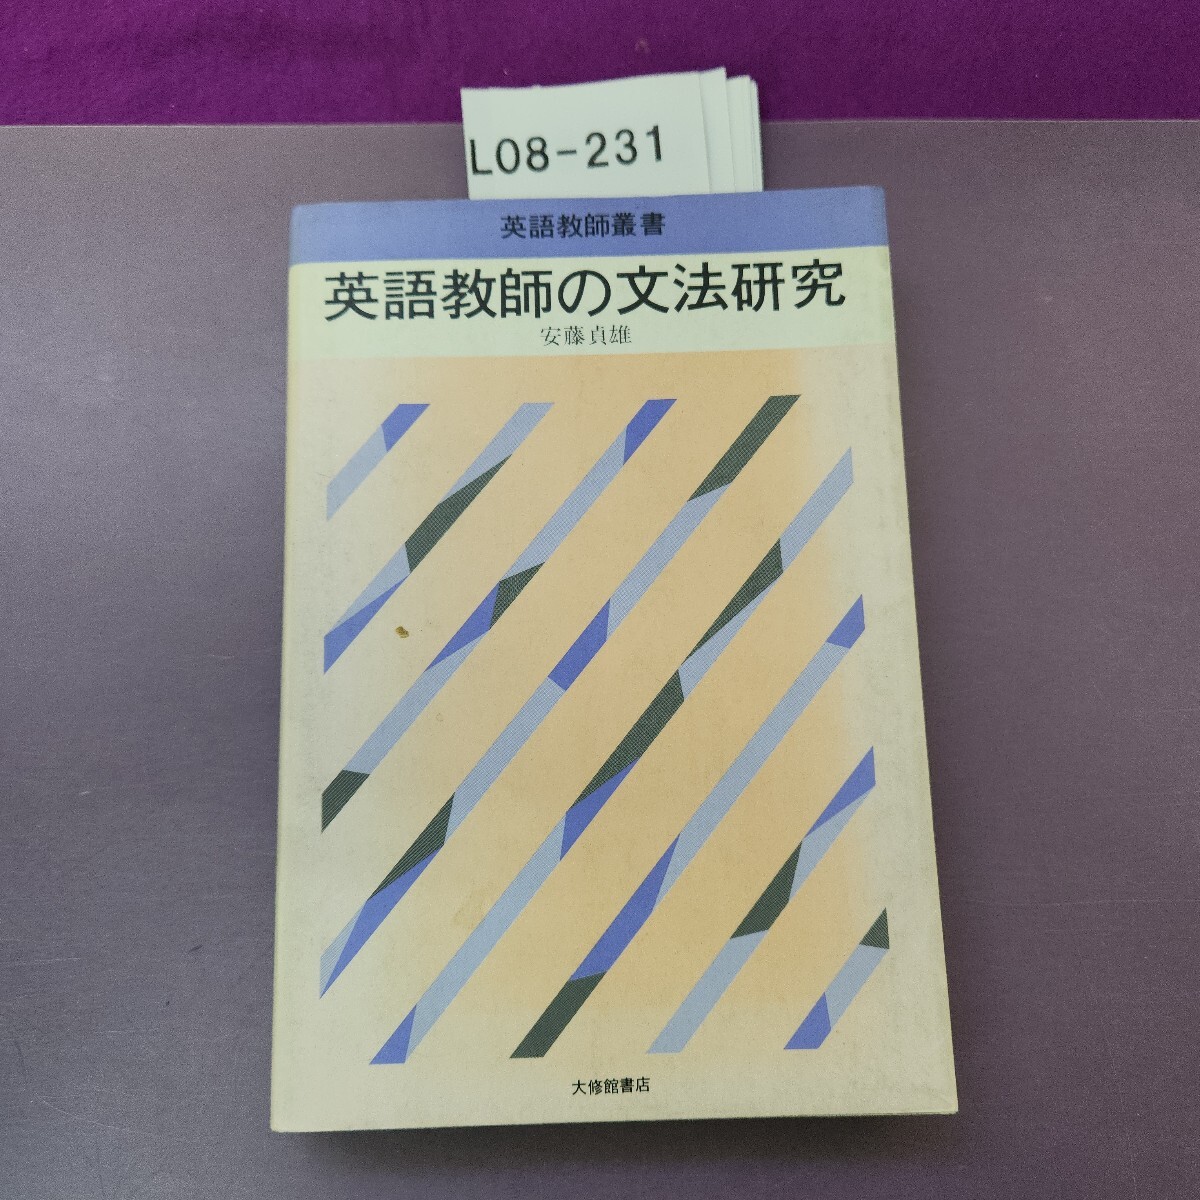 L08-231
英語教師叢書
英語教師の文法研究
安藤貞雄
大修館書店